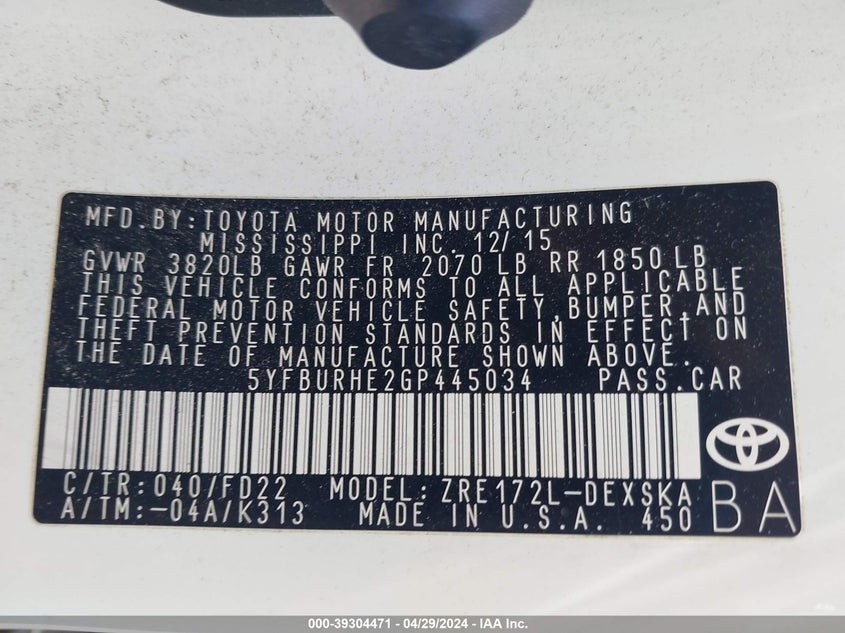 MFD.BY: TOYOTA MOTOR MANUFACTURING
MISSISSIPPI INC. 12/15
GVWR 3820LB GAWR FR 2070 LB RR 1850 LB
THIS VEHICLE CONFORMS TO ALL APPLICABLE
FEDERAL MOTOR VEHICLE SAFETY, BUMPER, AND
THEFT PREVENTION STANDARDS IN EFFECT ON
THE DATE OF MANUFACTURE SHOWN ABOVE.
5YFBURHE2GP445034 PASS.CAR
C/TR: 040/FD22 MODEL: ZRE172L-DEXSKA
A/TM:-04A/K313 MADE IN U.S.A. 450 BA
000-39304471 | 04/29/2024 - IAA Inc.